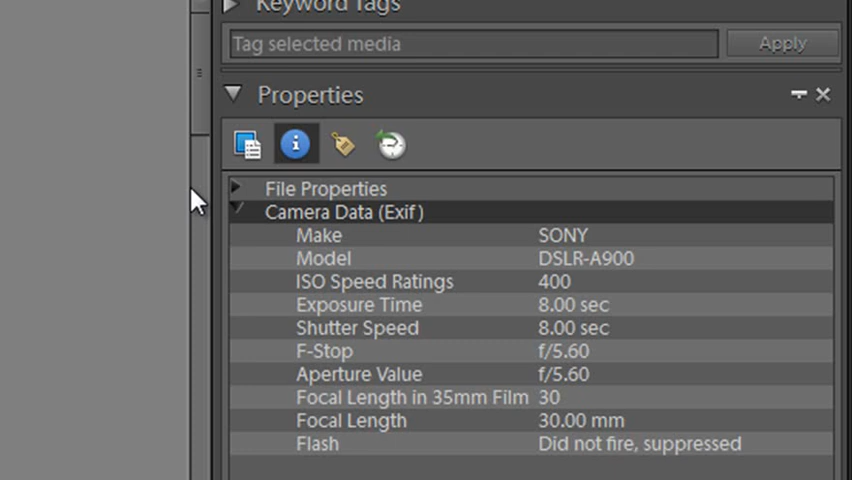 Keyword Tags
Tag selected media
Apply
Properties
File Properties
Camera Data (Exif)
Make SONY
Model DSLR-A900
ISO Speed Ratings 400
Exposure Time 8.00 sec
Shutter Speed 8.00 sec
F-Stop f/5.60
Aperture Value f/5.60
Focal Length in 35mm Film 30
Focal Length 30.00 mm
Flash Did not fire, suppressed